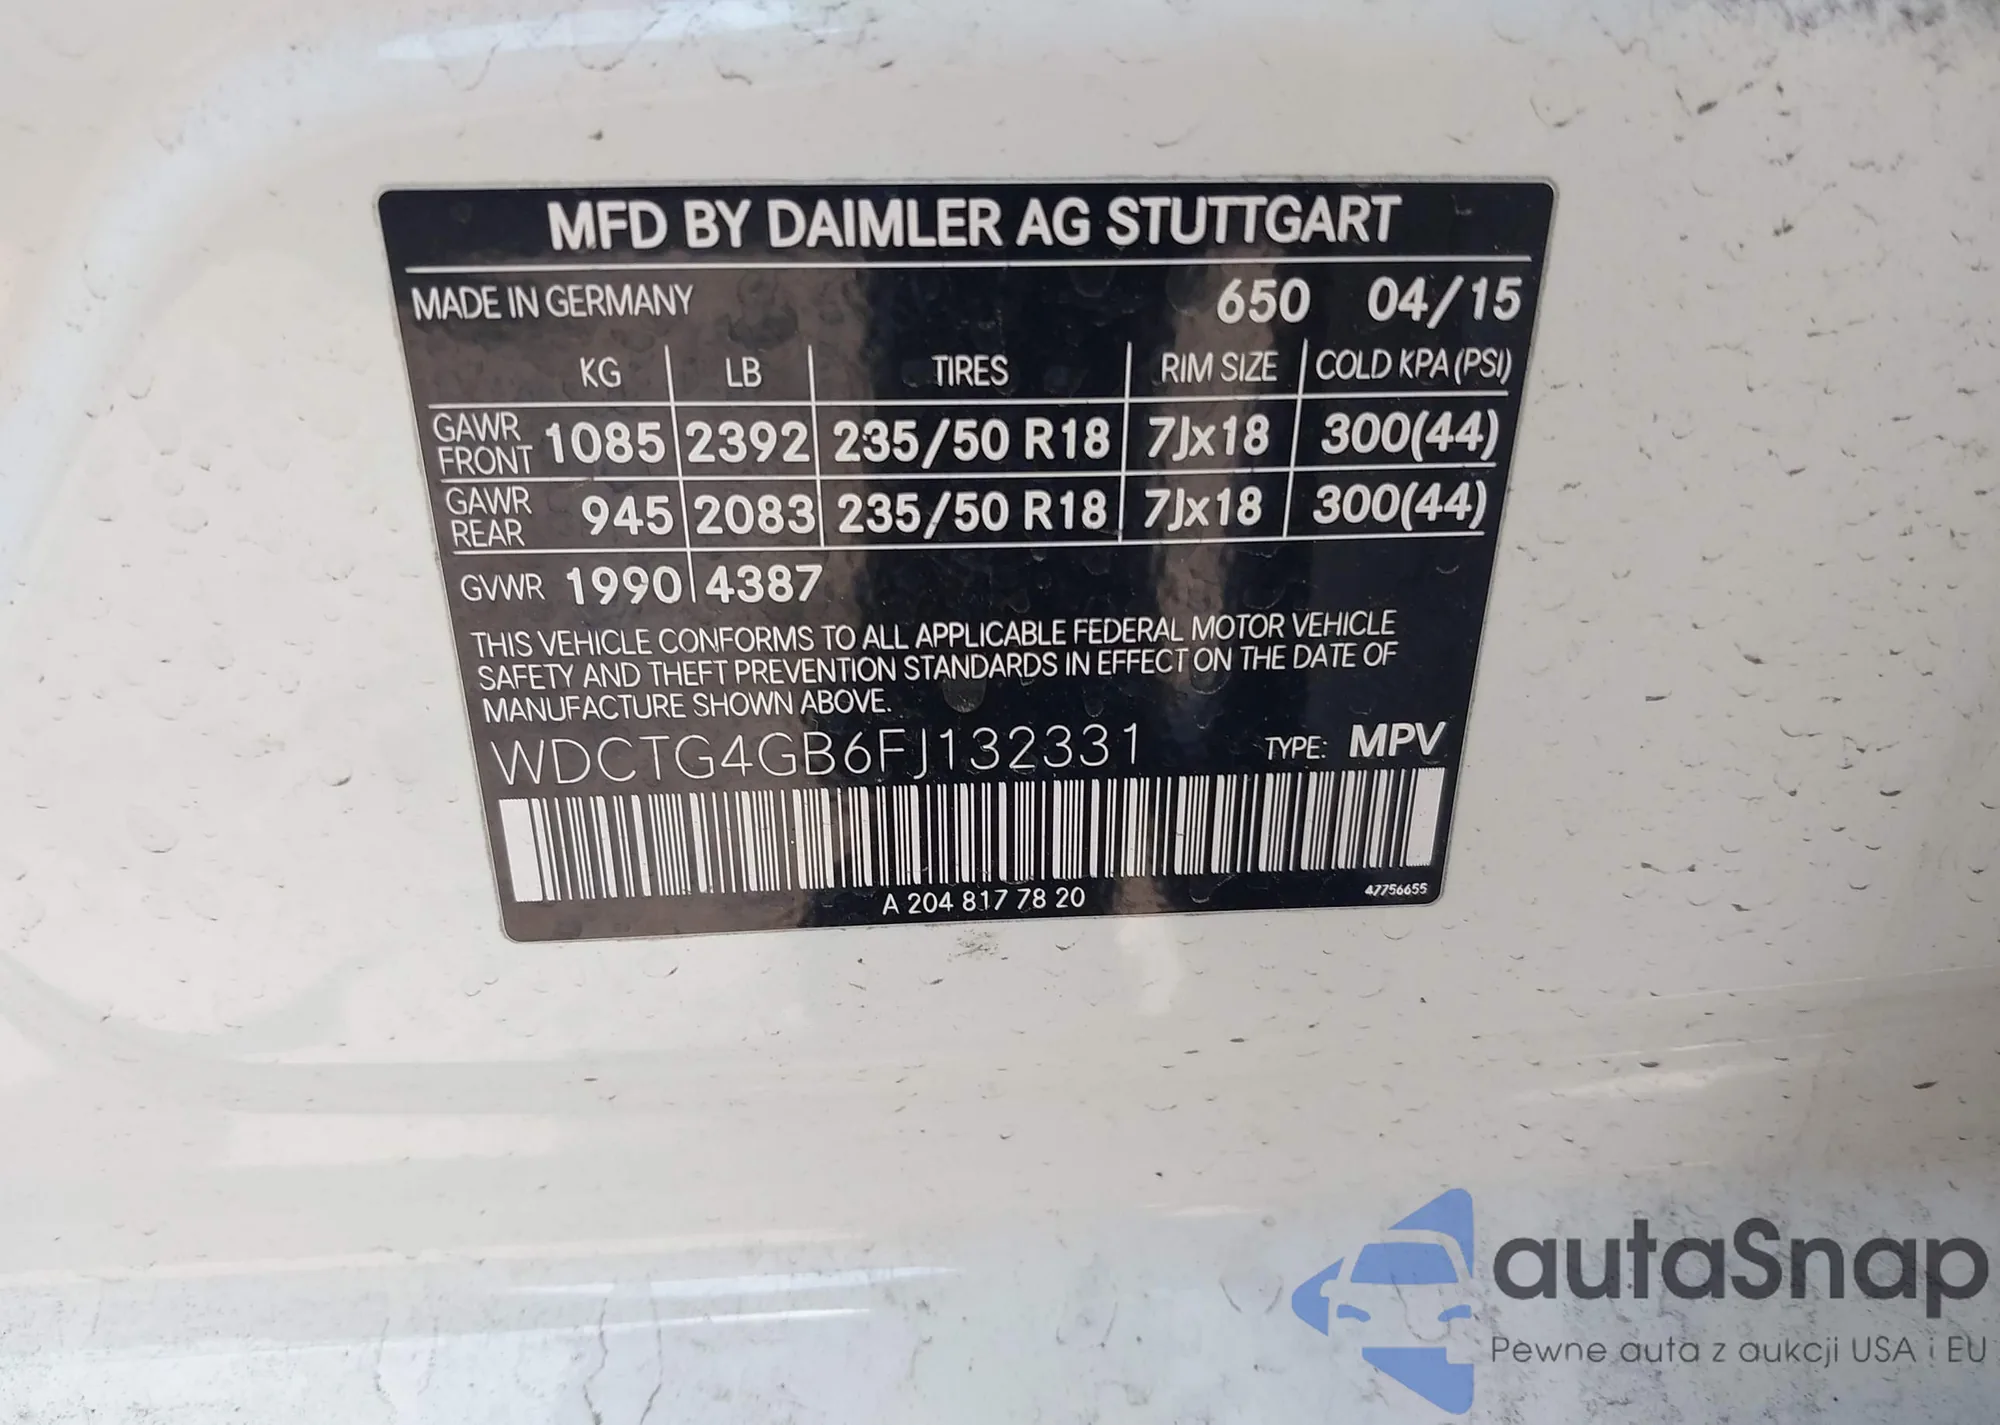 MFD BY DAIMLER AG STUTTGART
MADE IN GERMANY 650 04/15
KG LB TIRES RIM SIZE COLD KPA (PSI)
GAWR FRONT 1085 2392 235/50 R18 7Jx18 300(44)
GAWR REAR 945 2083 235/50 R18 7Jx18 300(44)
GVWR 1990 4387
THIS VEHICLE CONFORMS TO ALL APPLICABLE FEDERAL MOTOR VEHICLE
SAFETY AND THEFT PREVENTION STANDARDS IN EFFECT ON THE DATE OF
MANUFACTURE SHOWN ABOVE.
WDCTG4GB6FJ132331 TYPE: MPV
A 204 817 78 20 47756655
autaSnap
Pewne auta z aukcji USA i EU